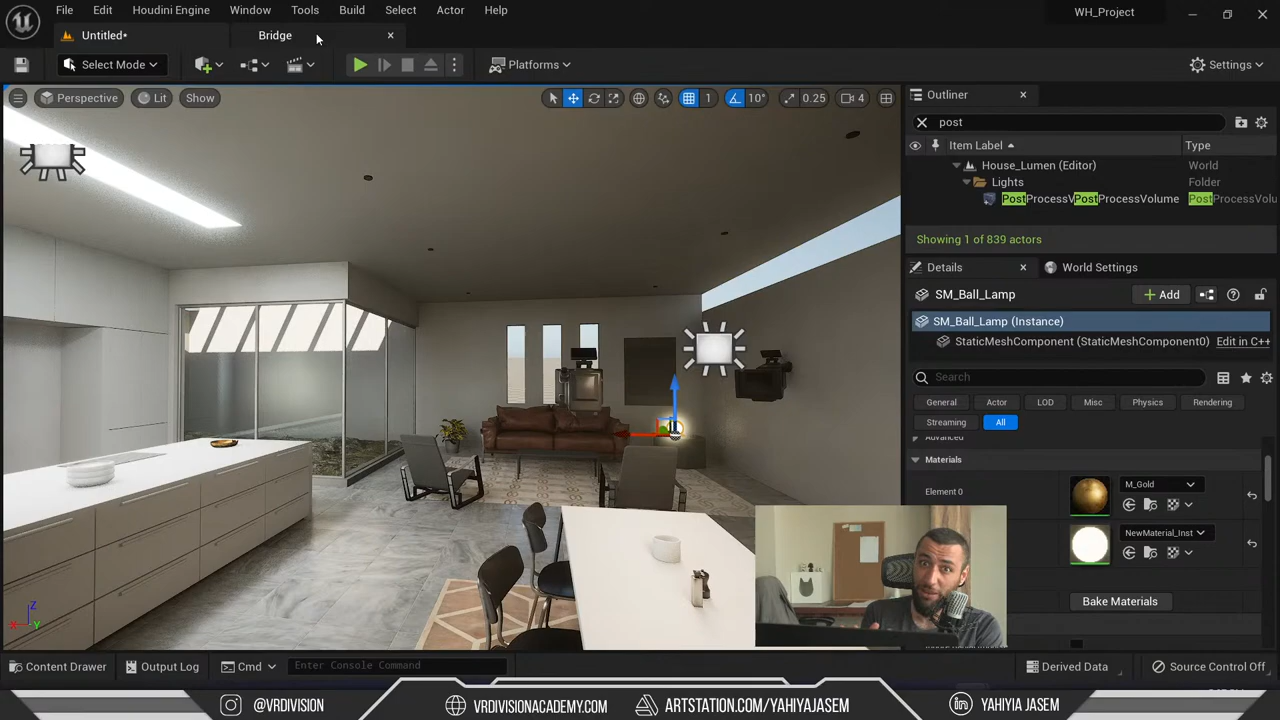 File Edit Houdini Engine Window Tools Build Select Actor Help
WH_Project
Untitled*
Bridge
Select Mode
Platforms
Settings
Perspective
Lit
Show
1
10°
0.25
4
Outliner
post
Item Label
Type
House_Lumen (Editor)
World
Lights
Folder
PostProcessVPostProcessVolume
PostProcessVolu
Showing 1 of 839 actors
Details
World Settings
SM_Ball_Lamp
Add
SM_Ball_Lamp (Instance)
StaticMeshComponent (StaticMeshComponent0)
Edit in C++
Search
General
Actor
LOD
Misc
Physics
Rendering
Streaming
All
Advanced
Materials
Element 0
M_Gold
NewMaterial_Inst
Bake Materials
Content Drawer
Output Log
Cmd
Enter Console Command
Derived Data
Source Control Off
@VRDIVISION
VRDIVISIONACADEMY.COM
ARTSTATION.COM/YAHIYAJASEM
YAHIYIA JASEM
X
Y
Z